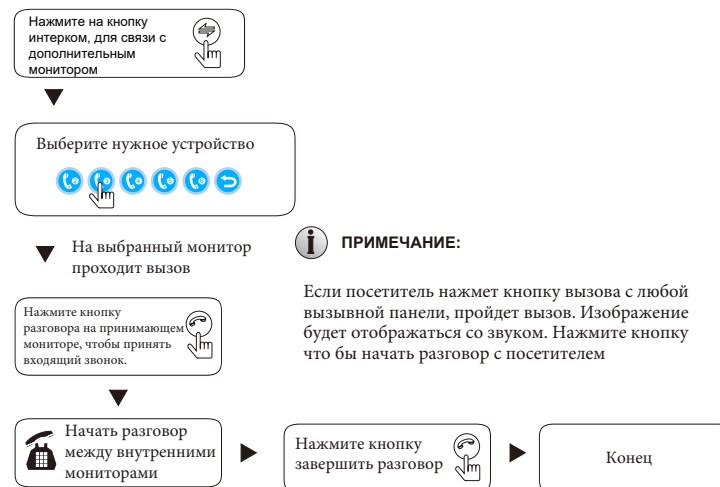 Нажмите на кнопку
интерком, для связи с
дополнительным
монитором
Выберите нужное устройство
На выбранный монитор
проходит вызов
ПРИМЕЧАНИЕ:
Если посетитель нажмет кнопку вызова с любой
вызывной панели, пройдет вызов. Изображение
будет отображаться со звуком. Нажмите кнопку
что бы начать разговор с посетителем
Нажмите кнопку
разговора на принимающем
мониторе, чтобы принять
входящий звонок.
Начать разговор
между внутренними
мониторами
Нажмите кнопку
завершить разговор
Конец